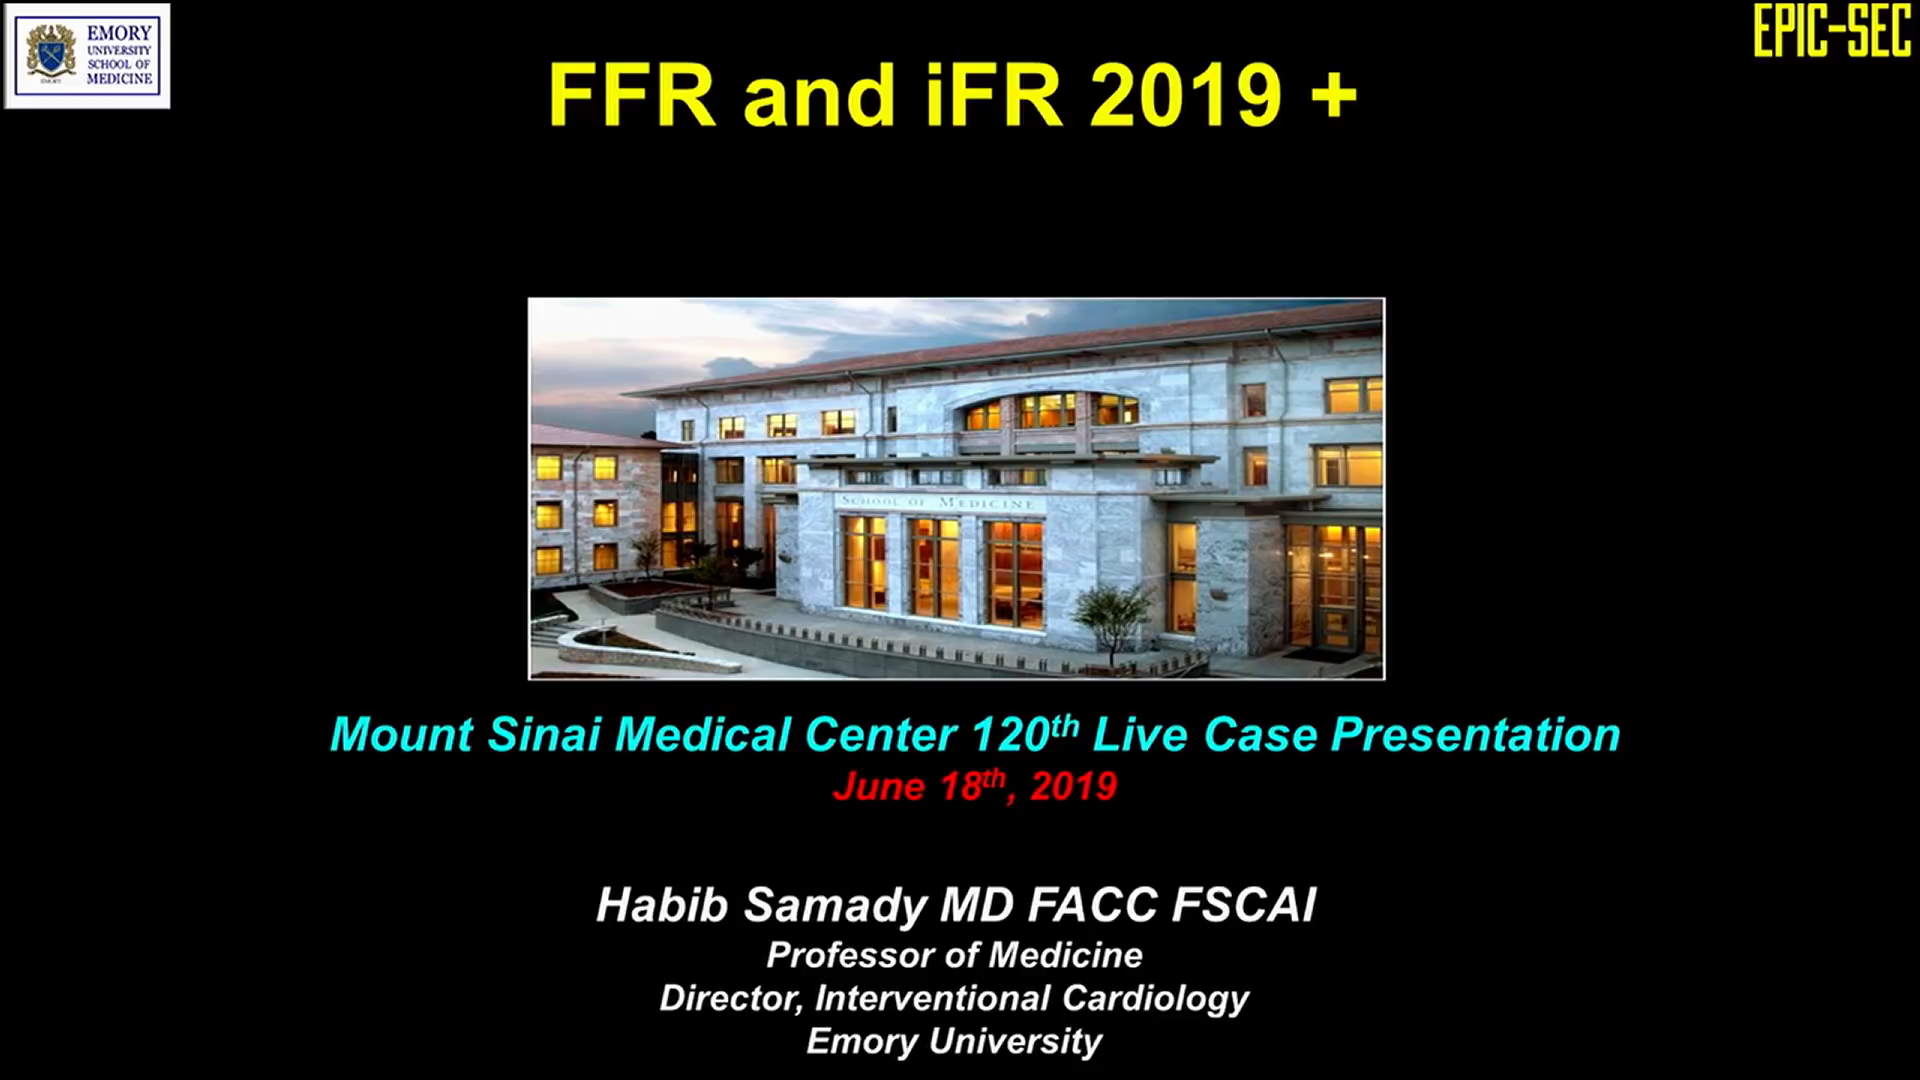 EMORY
UNIVERSITY
SCHOOL OF
MEDICINE
EPIC-SEC
FFR and iFR 2019 +
SCHOOL OF MEDICINE
Mount Sinai Medical Center 120th Live Case Presentation
June 18th, 2019
Habib Samady MD FACC FSCAI
Professor of Medicine
Director, Interventional Cardiology
Emory University